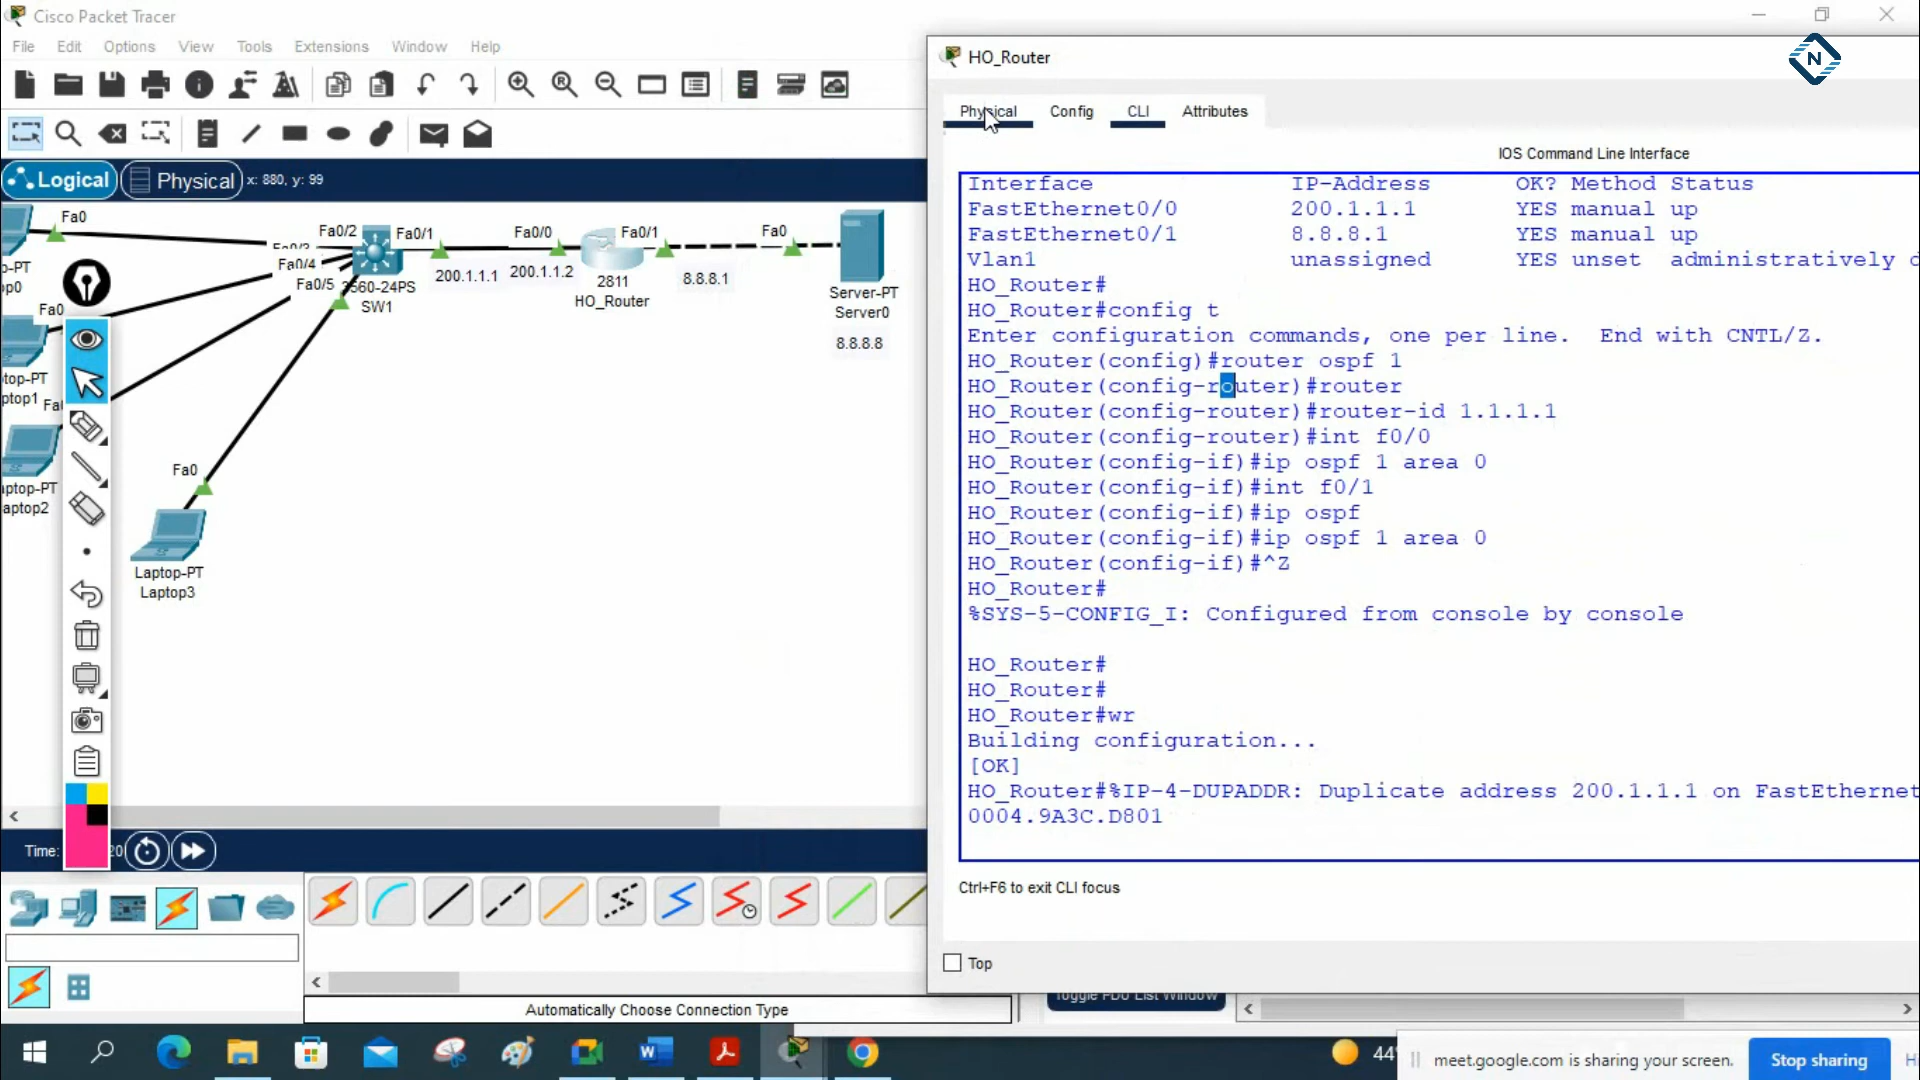 Cisco Packet Tracer
File Edit Options View Tools Extensions Window Help
Logical
Physical
x: 880, y: 99
Fa0
Fa0/2
Fa0/1
Fa0/0
Fa0/1
Fa0
Fa0/4
Fa0/5
200.1.1.1
200.1.1.2
8.8.8.1
3560-24PS
SW1
2811
HO_Router
Server-PT
Server0
8.8.8.8
Fa0
Fa0
Laptop-PT
Laptop3
Time:
20
Automatically Choose Connection Type
HO_Router
N
Physical Config CLI Attributes
IOS Command Line Interface
Interface IP-Address OK? Method Status
FastEthernet0/0 200.1.1.1 YES manual up
FastEthernet0/1 8.8.8.1 YES manual up
Vlan1 unassigned YES unset administratively d
HO_Router#
HO_Router#config t
Enter configuration commands, one per line. End with CNTL/Z.
HO_Router(config)#router ospf 1
HO_Router(config-router)#router
HO_Router(config-router)#router-id 1.1.1.1
HO_Router(config-router)#int f0/0
HO_Router(config-if)#ip ospf 1 area 0
HO_Router(config-if)#int f0/1
HO_Router(config-if)#ip ospf
HO_Router(config-if)#ip ospf 1 area 0
HO_Router(config-if)#^Z
HO_Router#
%SYS-5-CONFIG_I: Configured from console by console
HO_Router#
HO_Router#
HO_Router#wr
Building configuration...
[OK]
HO_Router#%IP-4-DUPADDR: Duplicate address 200.1.1.1 on FastEthernet
0004.9A3C.D801
Ctrl+F6 to exit CLI focus
Top
Toggle PDU List Window
44°
meet.google.com is sharing your screen.
Stop sharing